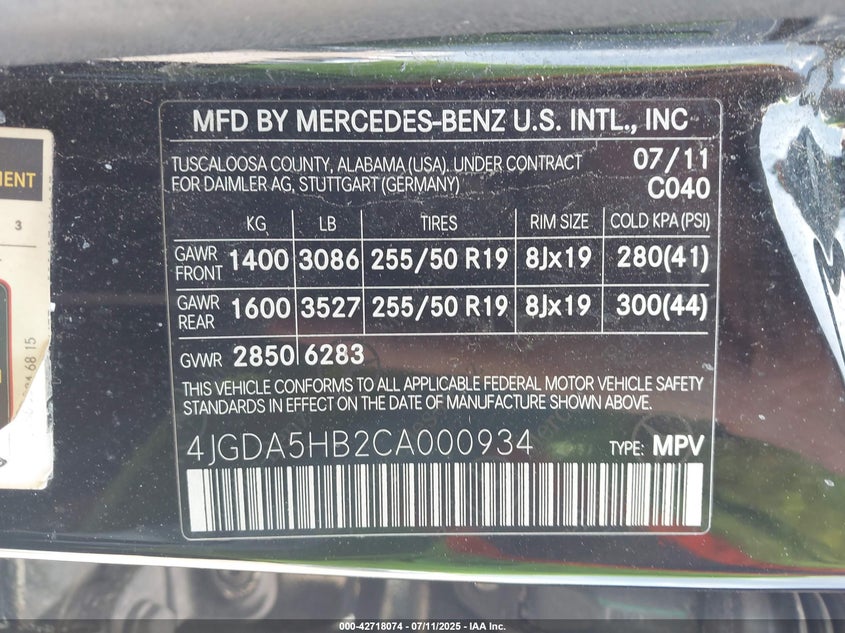 MFD BY MERCEDES-BENZ U.S. INTL., INC
TUSCALOOSA COUNTY, ALABAMA (USA). UNDER CONTRACT 07/11
FOR DAIMLER AG, STUTTGART (GERMANY) C040
KG LB TIRES RIM SIZE COLD KPA (PSI)
GAWR FRONT 1400 3086 255/50 R19 8Jx19 280(41)
GAWR REAR 1600 3527 255/50 R19 8Jx19 300(44)
GVWR 2850 6283
THIS VEHICLE CONFORMS TO ALL APPLICABLE FEDERAL MOTOR VEHICLE SAFETY
STANDARDS IN EFFECT ON THE DATE OF MANUFACTURE SHOWN ABOVE.
4JGDA5HB2CA000934 TYPE: MPV
3
6 8 15
000-42718074 - 07/11/2025 - IAA Inc.